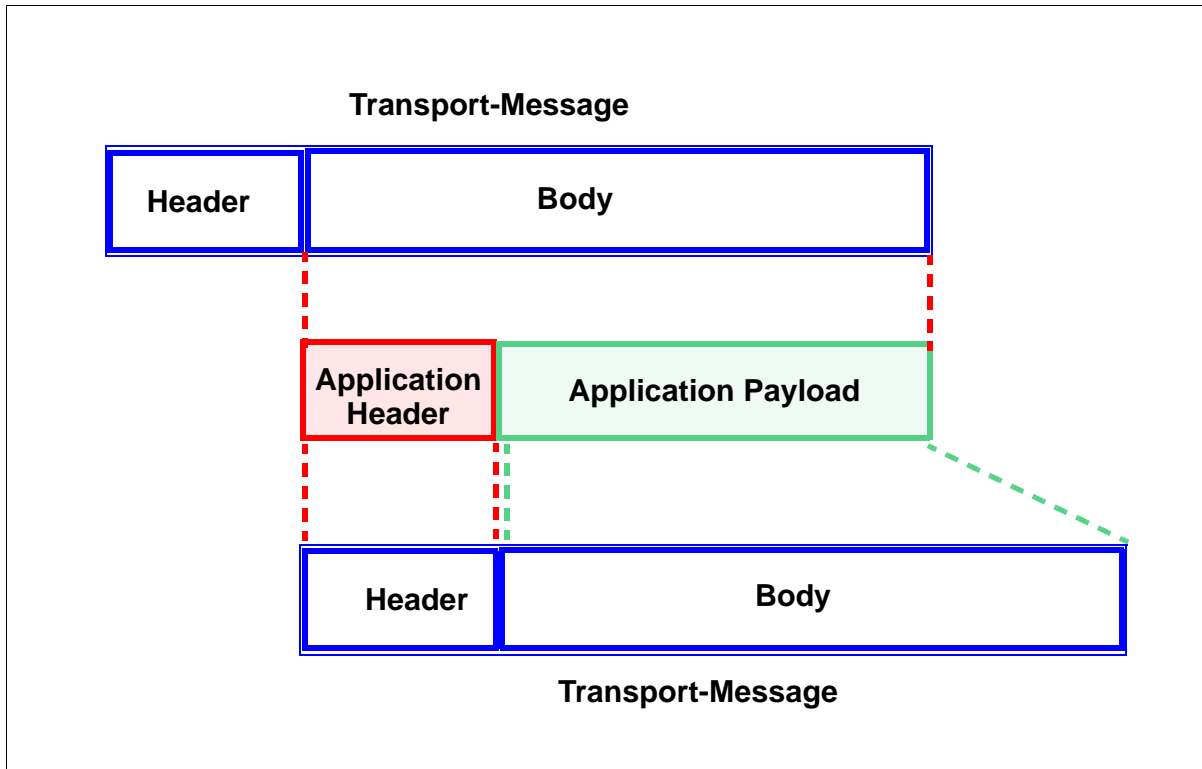 Transport-Message
Header
Body
Application
Header
Application Payload
Header
Body
Transport-Message